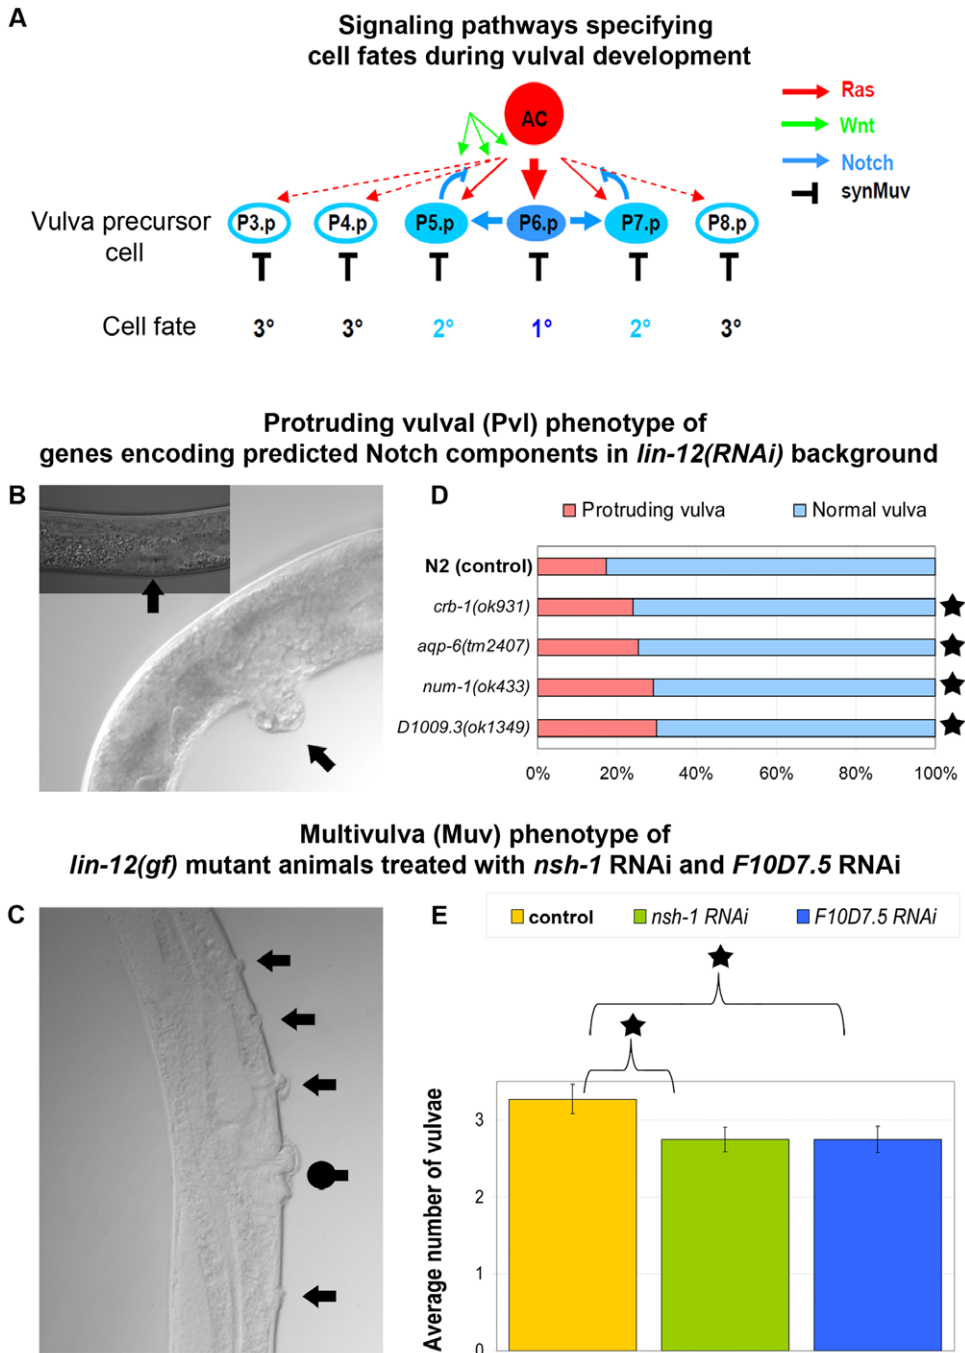 A
Signaling pathways specifying
cell fates during vulval development
AC
Ras
Wnt
Notch
synMuv
Vulva precursor
cell
P3.p P4.p P5.p P6.p P7.p P8.p
Cell fate
3° 3° 2° 1° 2° 3°
Protruding vulval (Pvl) phenotype of
genes encoding predicted Notch components in lin-12(RNAi) background
B
D
Protruding vulva Normal vulva
N2 (control)
crb-1(ok931)
aqp-6(tm2407)
num-1(ok433)
D1009.3(ok1349)
0% 20% 40% 60% 80% 100%
Multivulva (Muv) phenotype of
lin-12(gf) mutant animals treated with nsh-1 RNAi and F10D7.5 RNAi
C
E
control nsh-1 RNAi F10D7.5 RNAi
Average number of vulvae
3
2
1
0